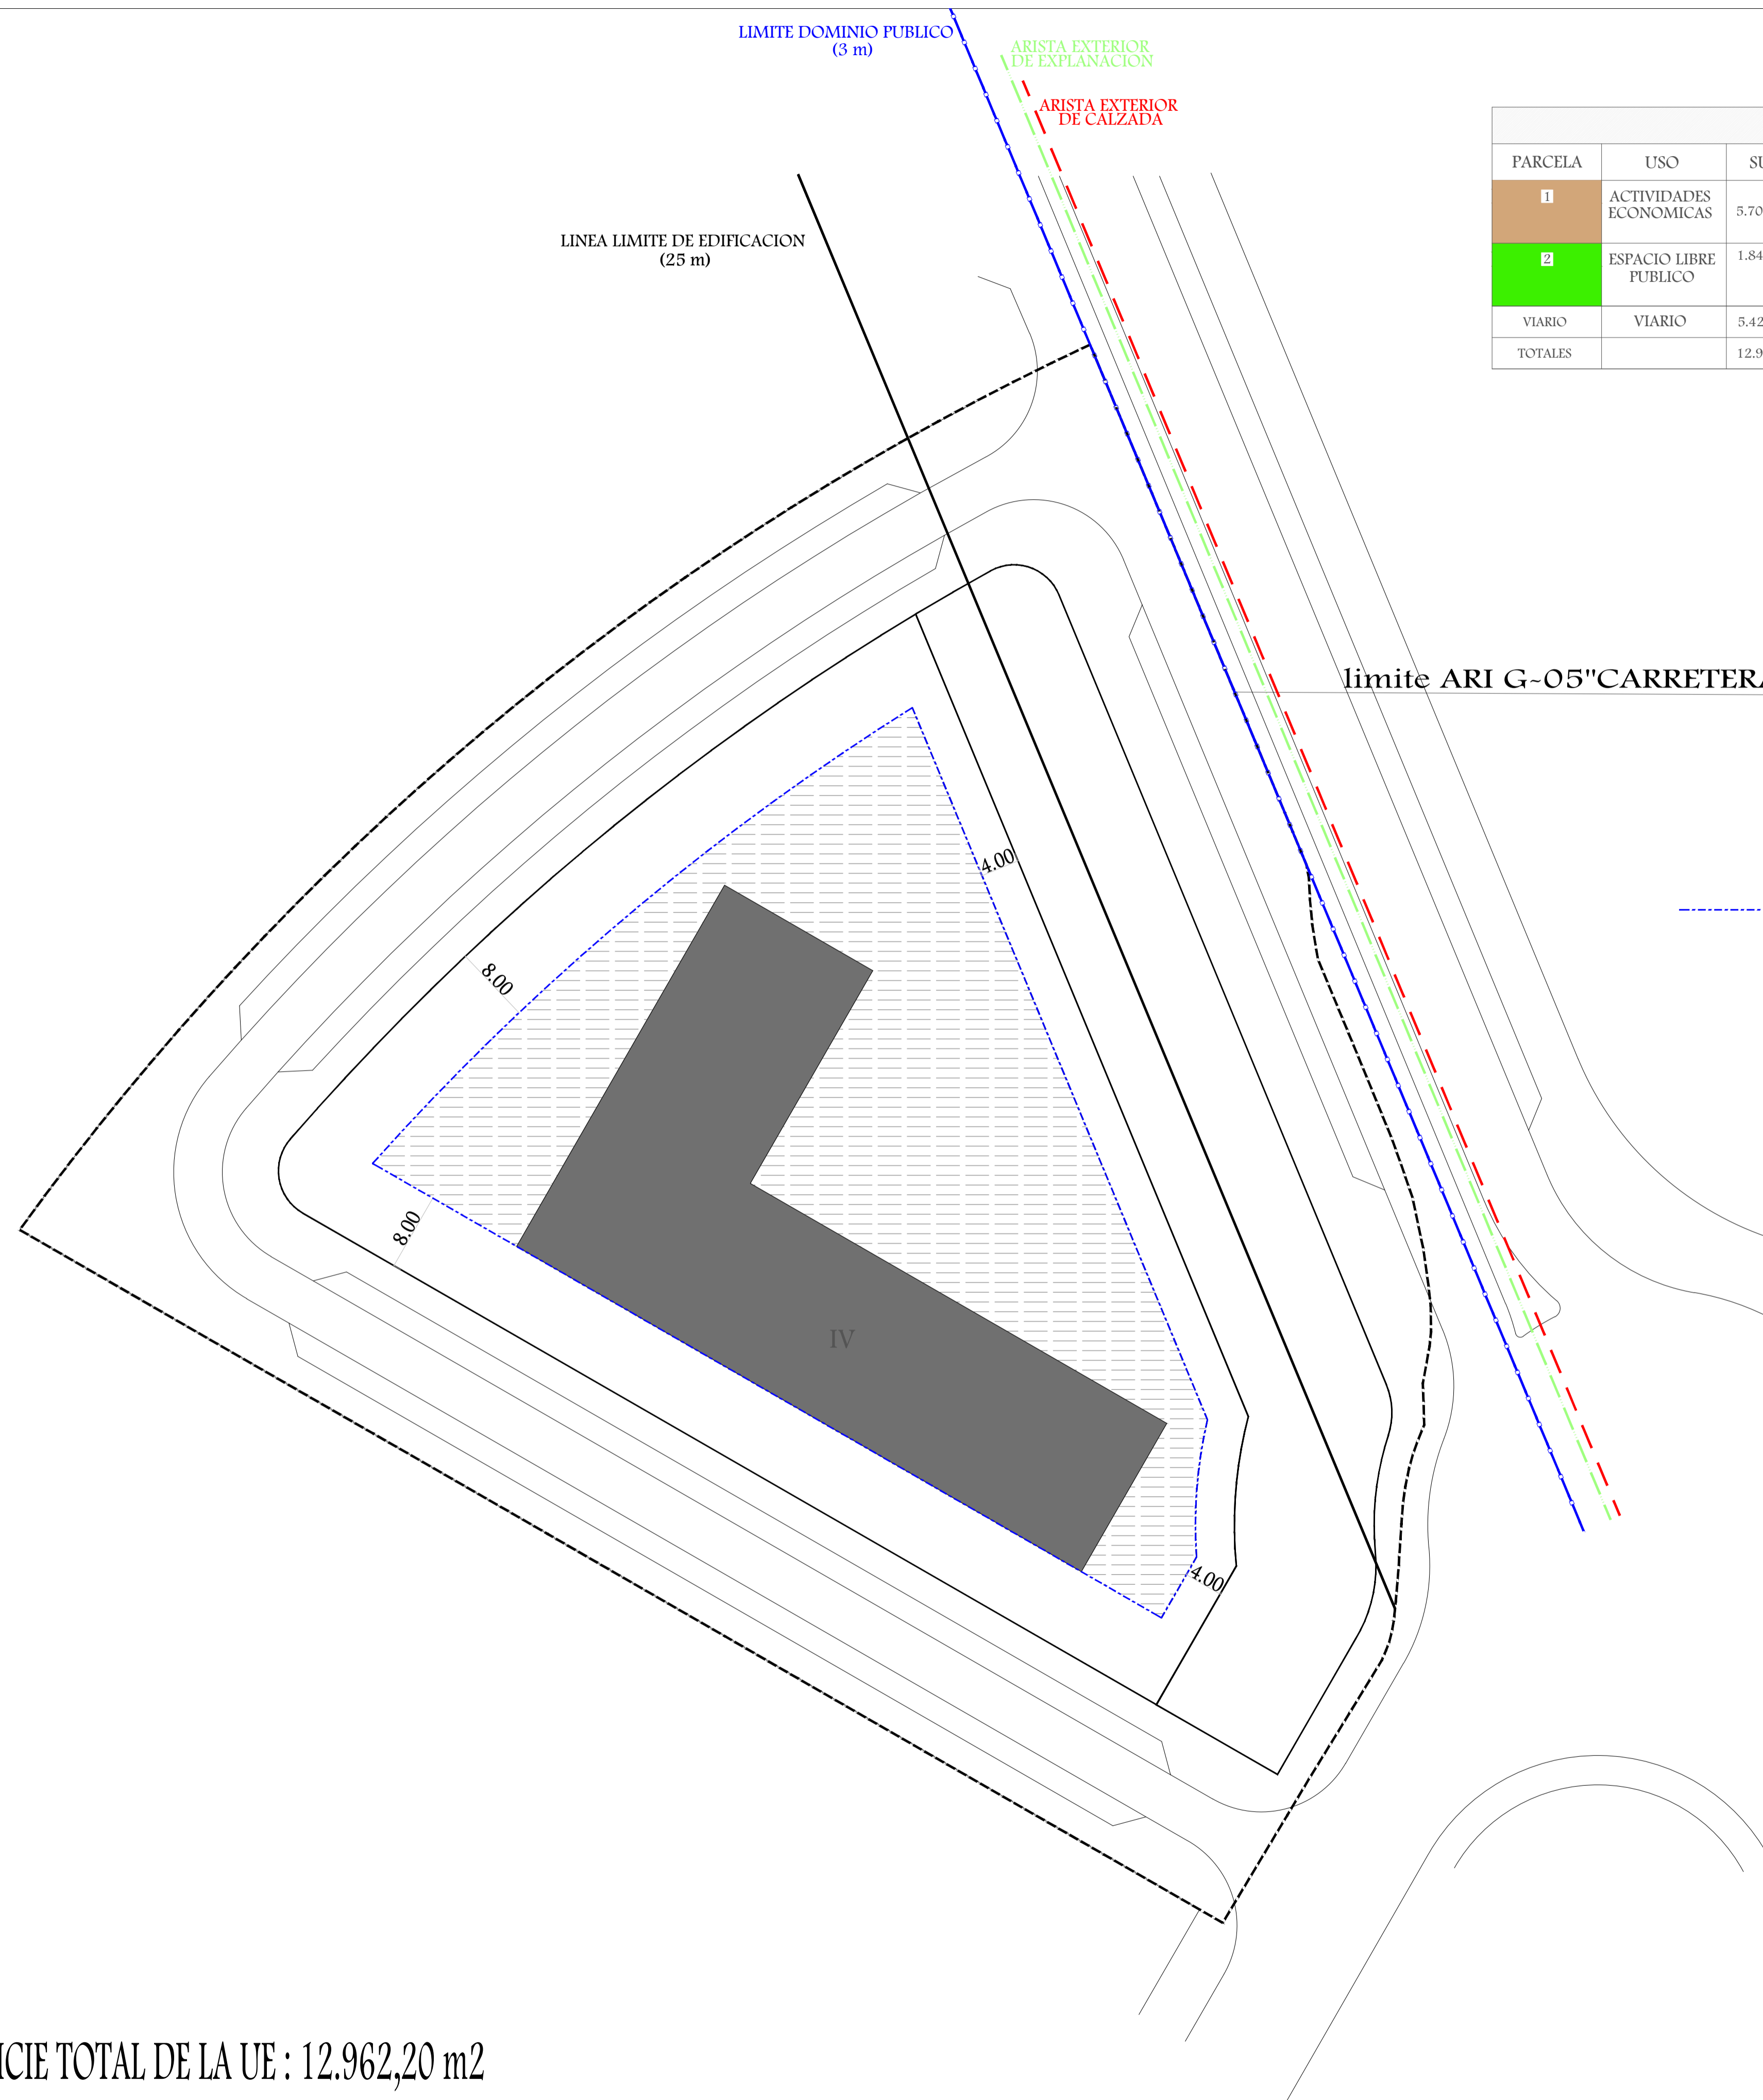 LIMITE DOMINIO PUBLICO
(3 m)
ARISTA EXTERIOR
DE EXPLANACION
ARISTA EXTERIOR
DE CALZADA
LINEA LIMITE DE EDIFICACION
(25 m)
PARCELA USO SU
1 ACTIVIDADES
ECONOMICAS 5.70
2 ESPACIO LIBRE
PUBLICO 1.84
VIARIO VIARIO 5.42
TOTALES 12.9
limite ARI G-05"CARRETERA
4.00
8.00
8.00
IV
4.00
ICIE TOTAL DE LA UE : 12.962,20 m2